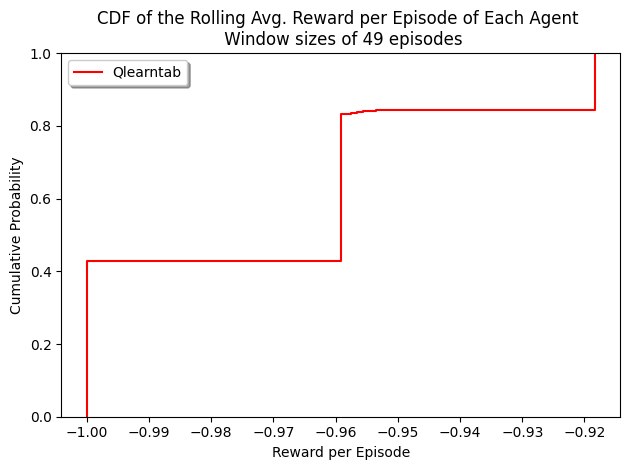 CDF of the Rolling Avg. Reward per Episode of Each Agent
Window sizes of 49 episodes
Qlearntab
Cumulative Probability
1.0
0.8
0.6
0.4
0.2
0.0
−1.00 −0.99 −0.98 −0.97 −0.96 −0.95 −0.94 −0.93 −0.92
Reward per Episode